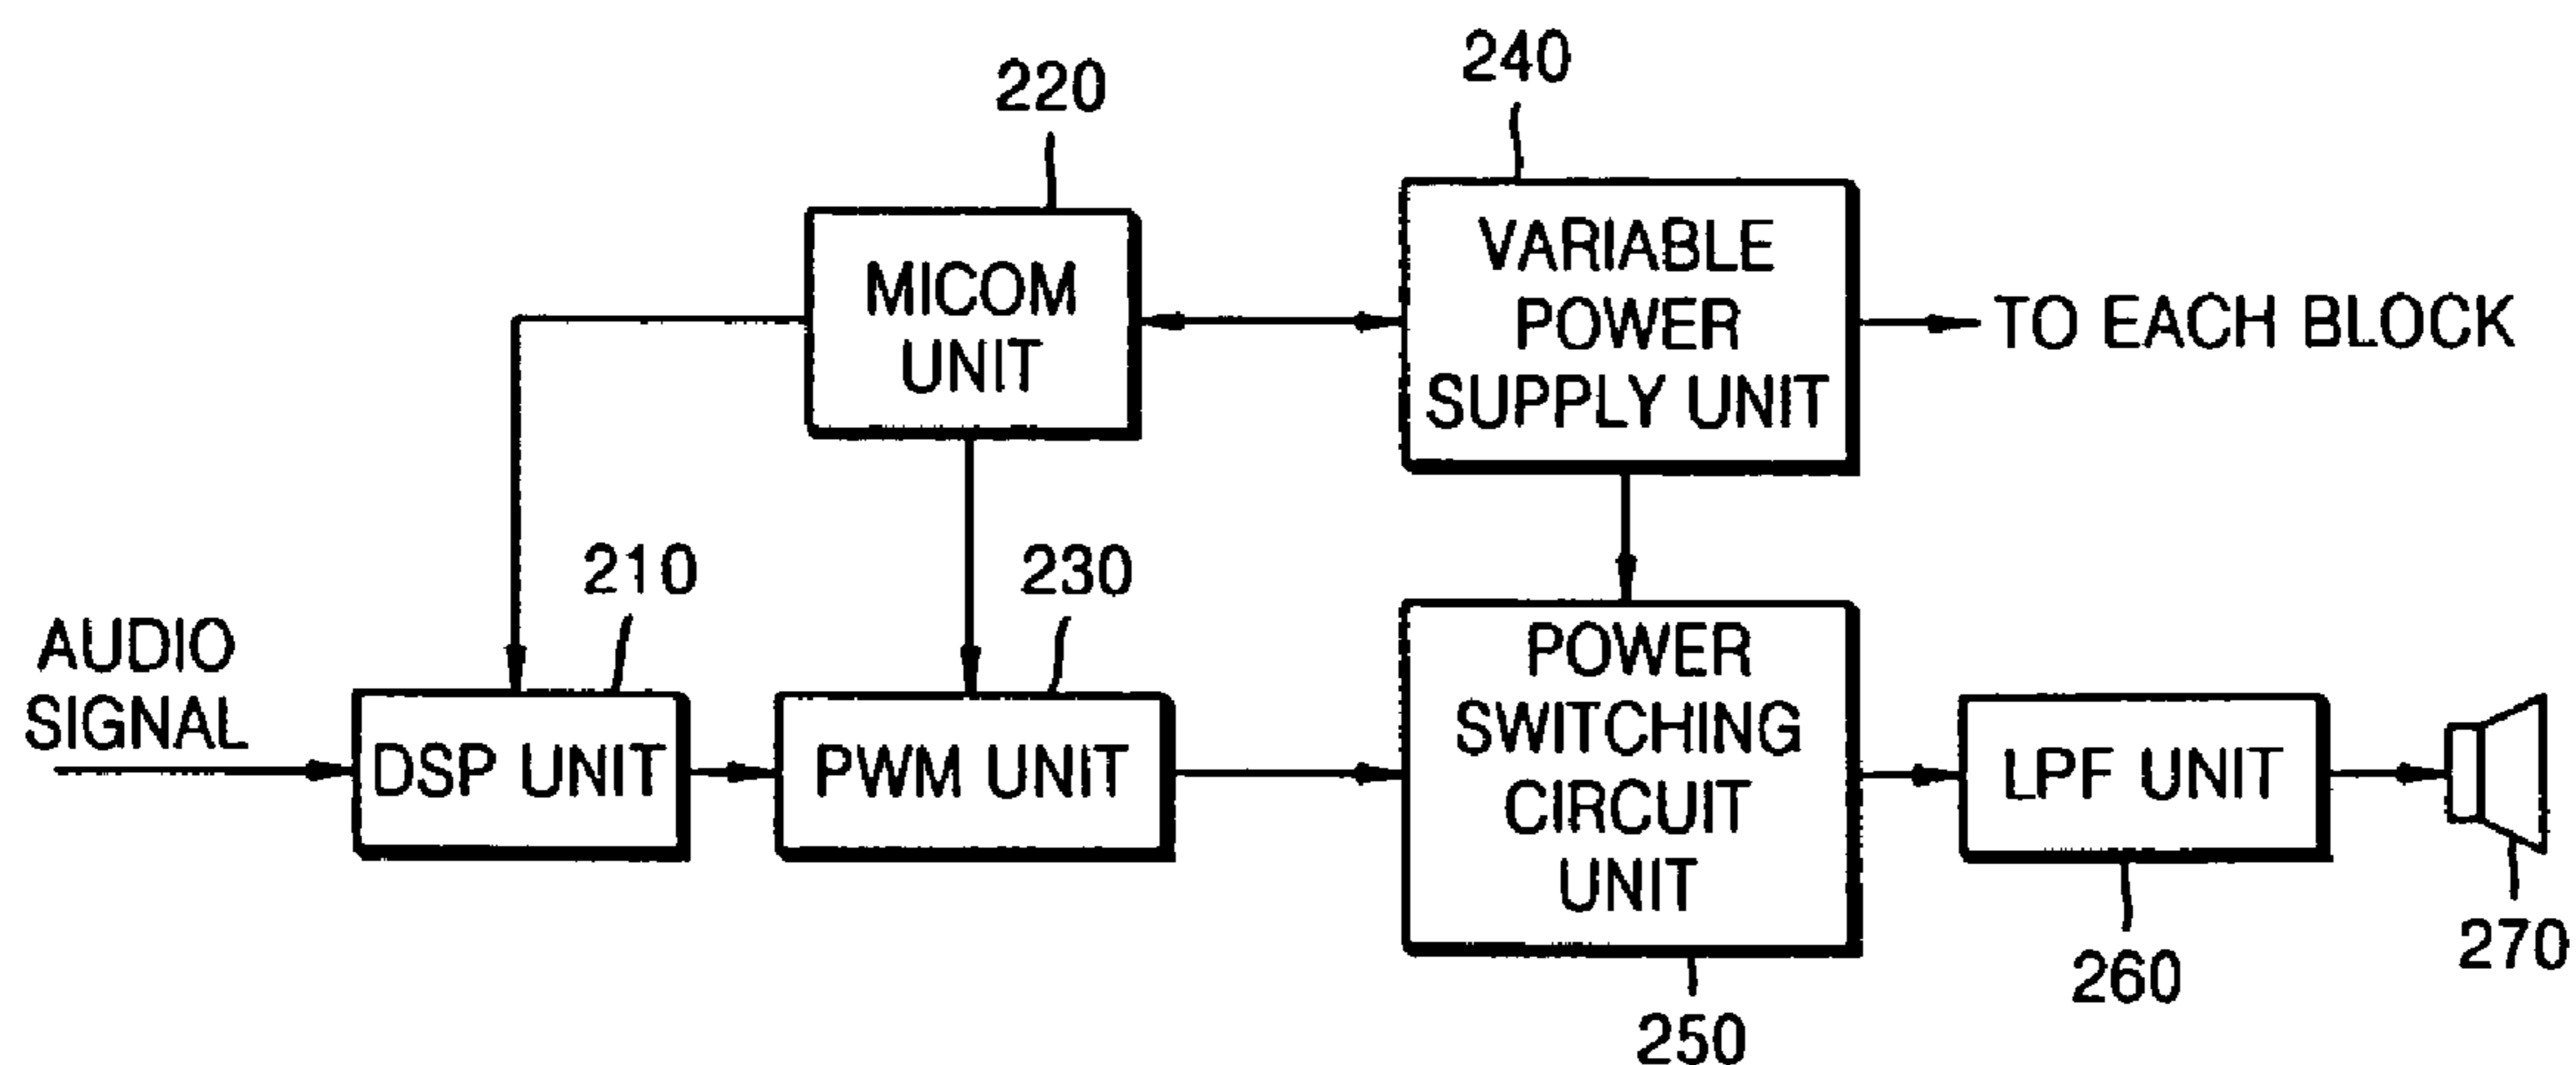 240
220
VARIABLE
POWER
SUPPLY UNIT
MICOM
UNIT
TO EACH BLOCK
210
230
AUDIO
SIGNAL
DSP UNIT
PWM UNIT
POWER
SWITCHING
CIRCUIT
UNIT
LPF UNIT
270
260
250